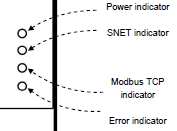 Power indicator
SNET indicator
Modbus TCP
indicator
Error indicator